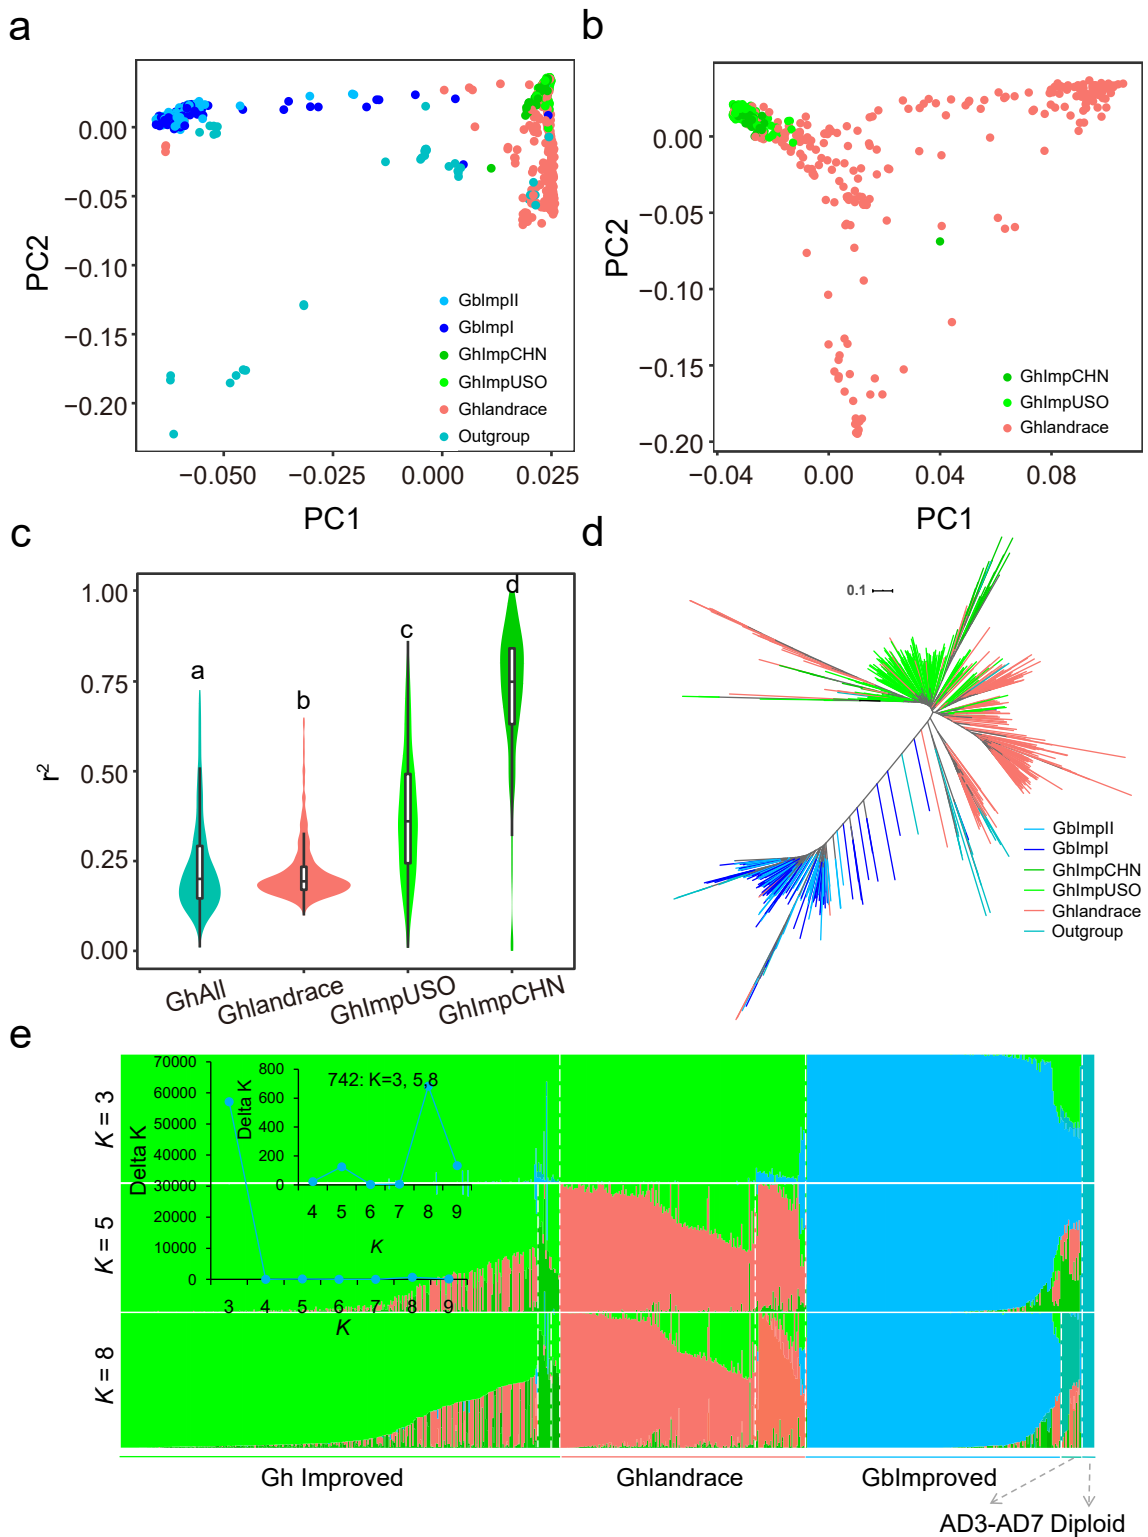 a
0.00
−0.05
−0.10
−0.15
−0.20
PC2
−0.050
−0.025
0.000
0.025
PC1
GbImpII
GbImpI
GhImpCHN
GhImpUSO
Ghlandrace
Outgroup
b
0.00
−0.05
−0.10
−0.15
−0.20
PC2
−0.04
0.00
0.04
0.08
PC1
GhImpCHN
GhImpUSO
Ghlandrace
c
1.00
0.75
0.50
0.25
0.00
r2
a
b
c
d
GhAll
Ghlandrace
GhImpUSO
GhImpCHN
d
0.1
GbImpII
GbImpI
GhImpCHN
GhImpUSO
Ghlandrace
Outgroup
e
K = 3
K = 5
K = 8
70000
60000
50000
40000
30000
20000
10000
0
Delta K
3 4 5 6 7 8 9
K
800
600
400
200
0
Delta K
742: K=3, 5,8
4 5 6 7 8 9
K
Gh Improved
Ghlandrace
GbImproved
AD3-AD7 Diploid